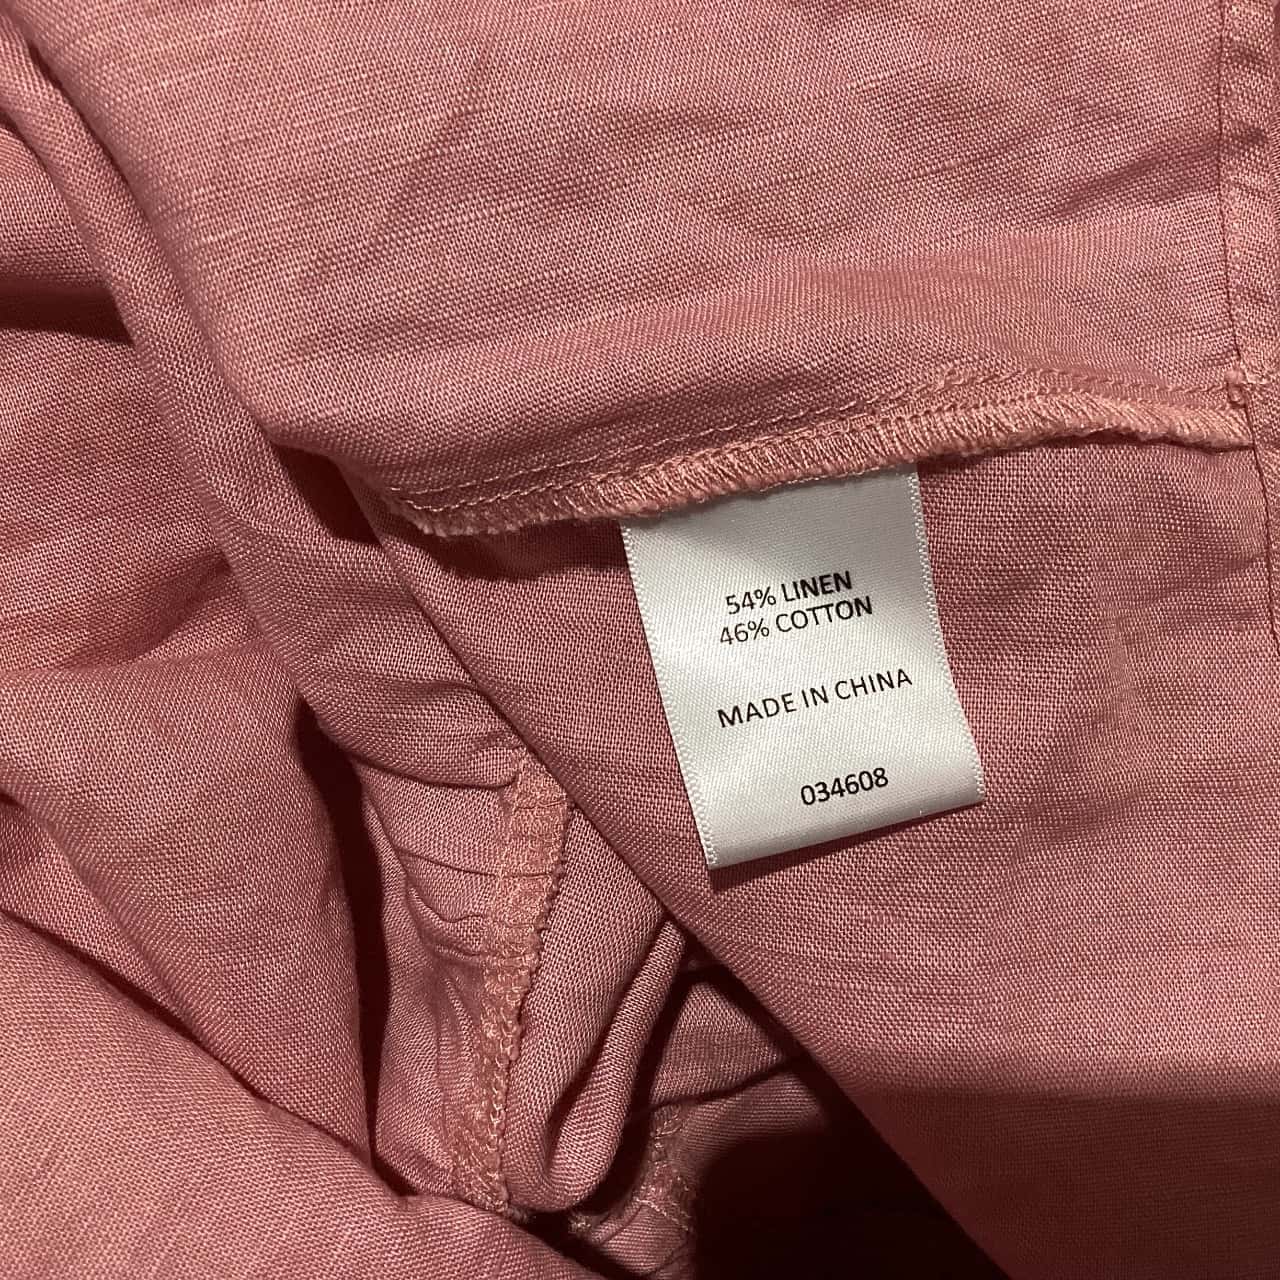 54% LINEN
46% COTTON
MADE IN CHINA
034608